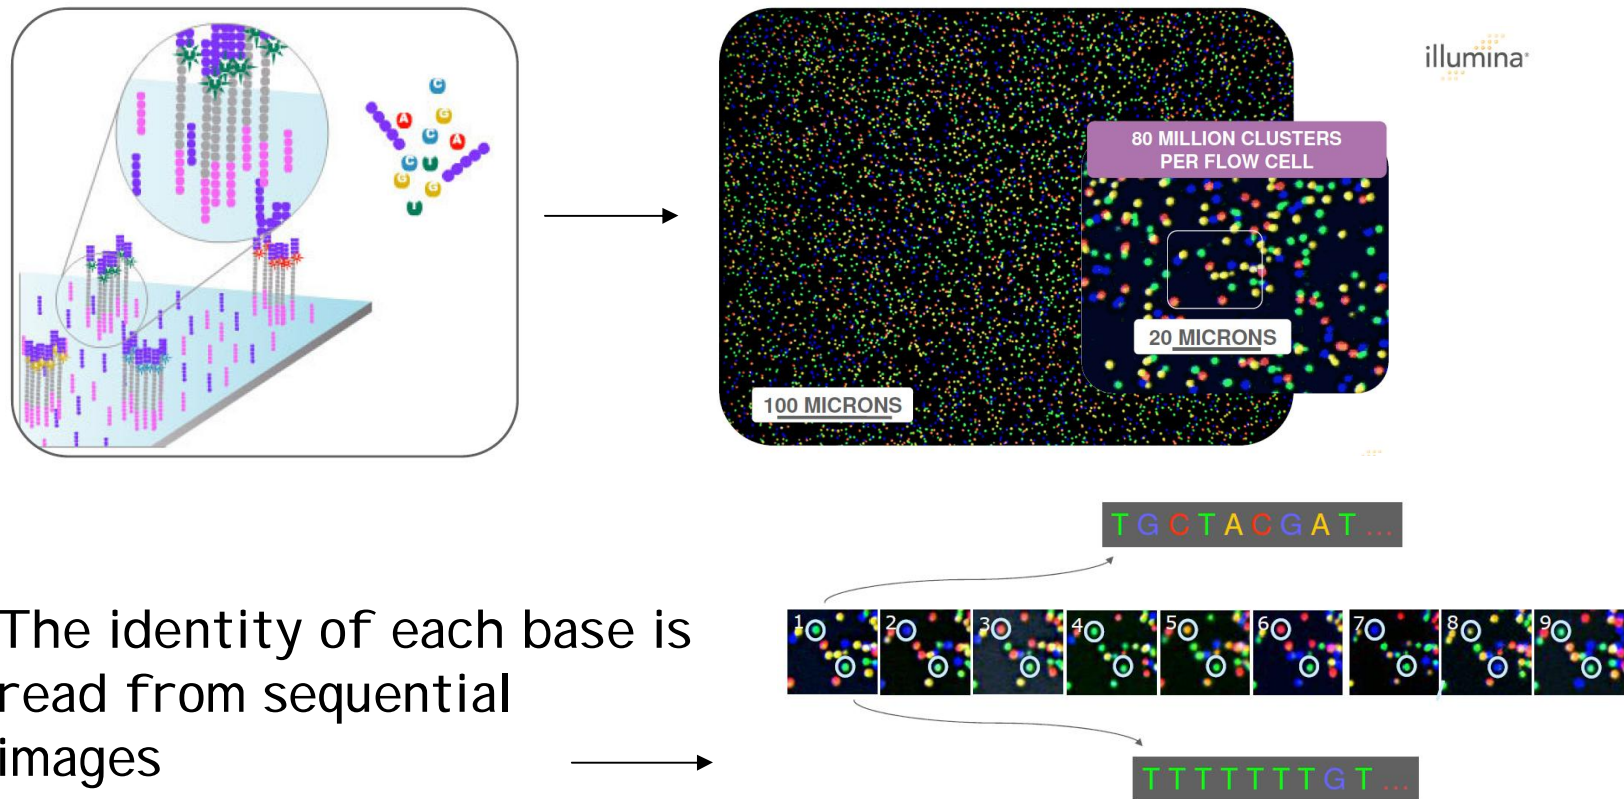 C
A
G
C
A
C
G
G
illumina
80 MILLION CLUSTERS
PER FLOW CELL
20 MICRONS
100 MICRONS
TGCTACGAT...
The identity of each base is
read from sequential
images
1 2 3 4 5 6 7 8 9
TTTTTTTGT...